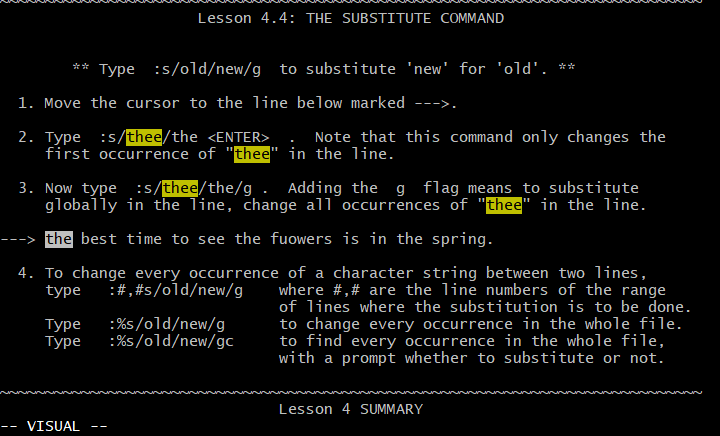 ~~~~~~~~~~~~~~~~~~~~~~~~~~~~~~~~~~~~~~~~~~~~~~~~~~~~~~~~~~~~~~~~~~~~~~~~~~~~~~
Lesson 4.4: THE SUBSTITUTE COMMAND
** Type  :s/old/new/g  to substitute 'new' for 'old'. **
1. Move the cursor to the line below marked --->.
2. Type  :s/thee/the <ENTER>  .  Note that this command only changes the
first occurrence of "thee" in the line.
3. Now type  :s/thee/the/g .  Adding the  g  flag means to substitute
globally in the line, change all occurrences of "thee" in the line.
---> the best time to see the fuowers is in the spring.
4. To change every occurrence of a character string between two lines,
type   :#,#s/old/new/g    where #,# are the line numbers of the range
of lines where the substitution is to be done.
Type   :%s/old/new/g      to change every occurrence in the whole file.
Type   :%s/old/new/gc     to find every occurrence in the whole file,
with a prompt whether to substitute or not.
~~~~~~~~~~~~~~~~~~~~~~~~~~~~~~~~~~~~~~~~~~~~~~~~~~~~~~~~~~~~~~~~~~~~~~~~~~~~~~
Lesson 4 SUMMARY
-- VISUAL --